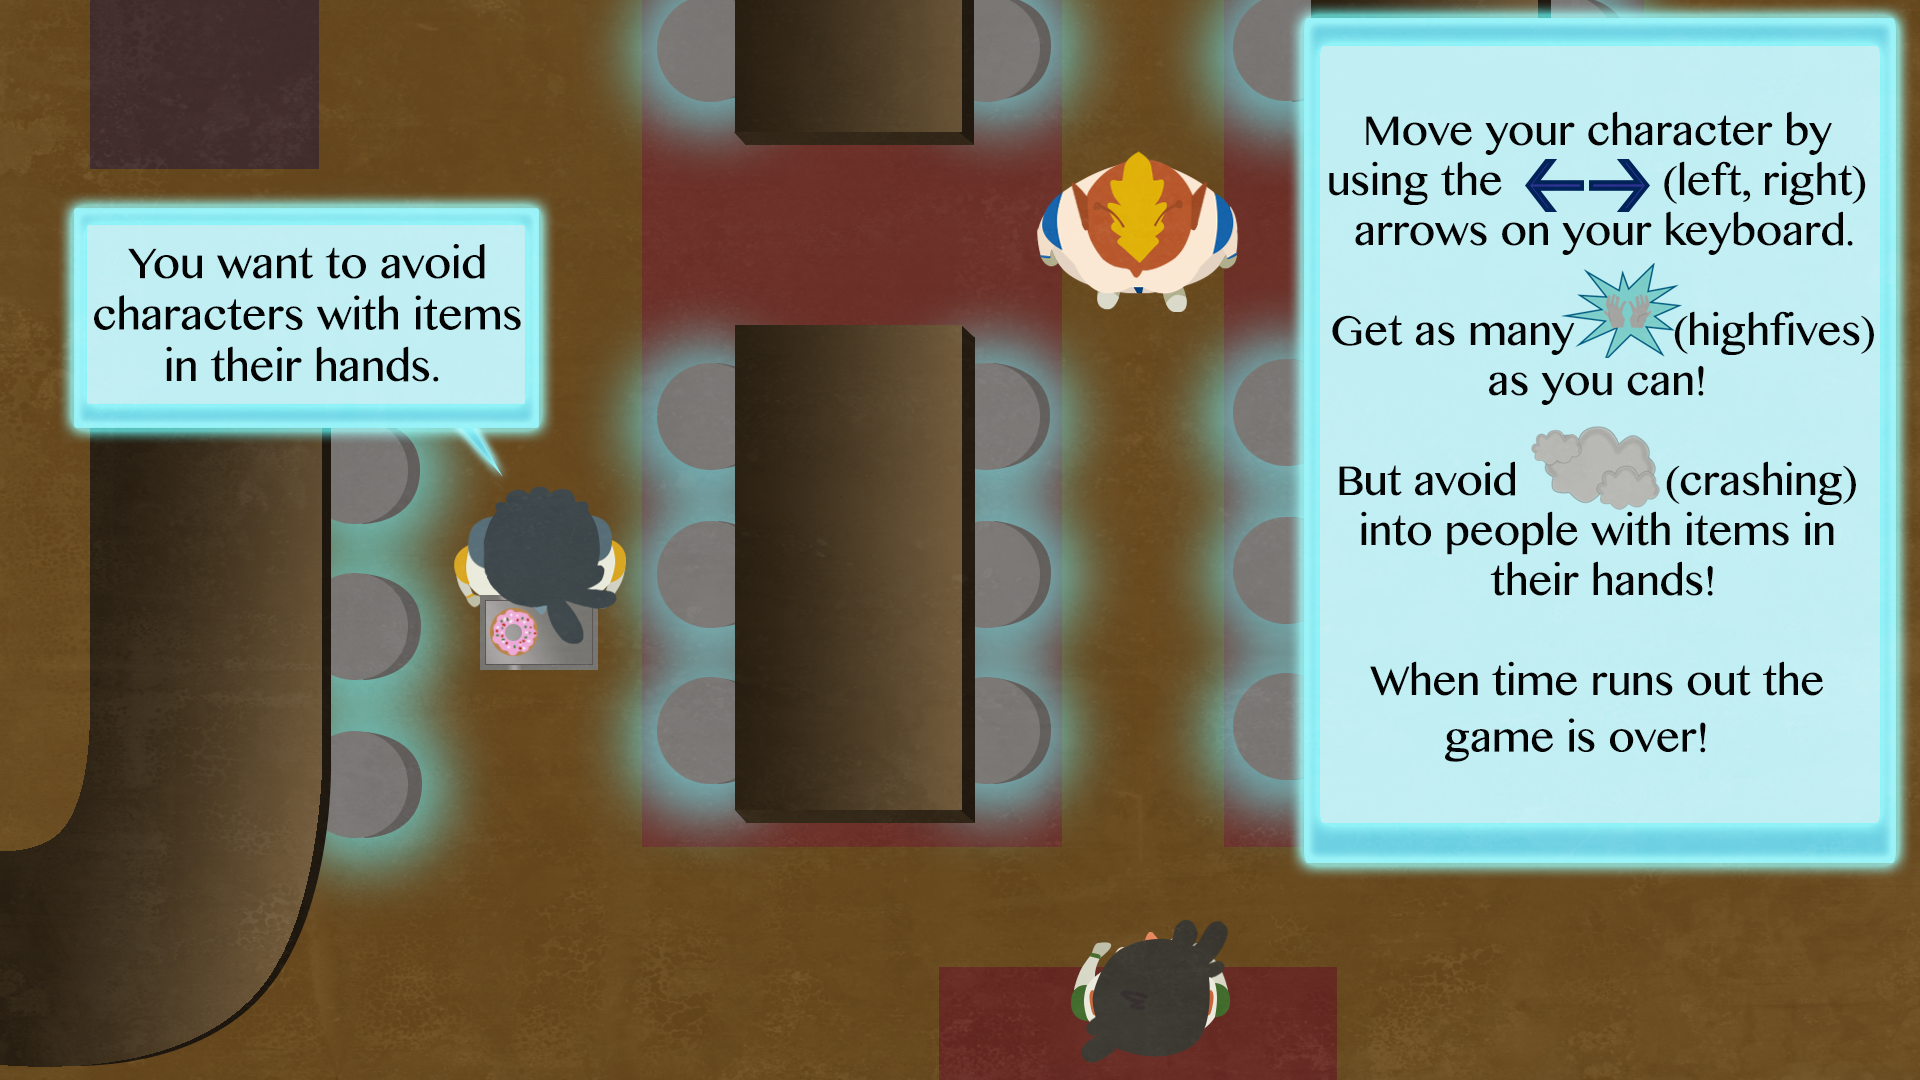 You want to avoid
characters with items
in their hands.
Move your character by
using the (left, right)
arrows on your keyboard.
Get as many (highfives)
as you can!
But avoid (crashing)
into people with items in
their hands!
When time runs out the
game is over!